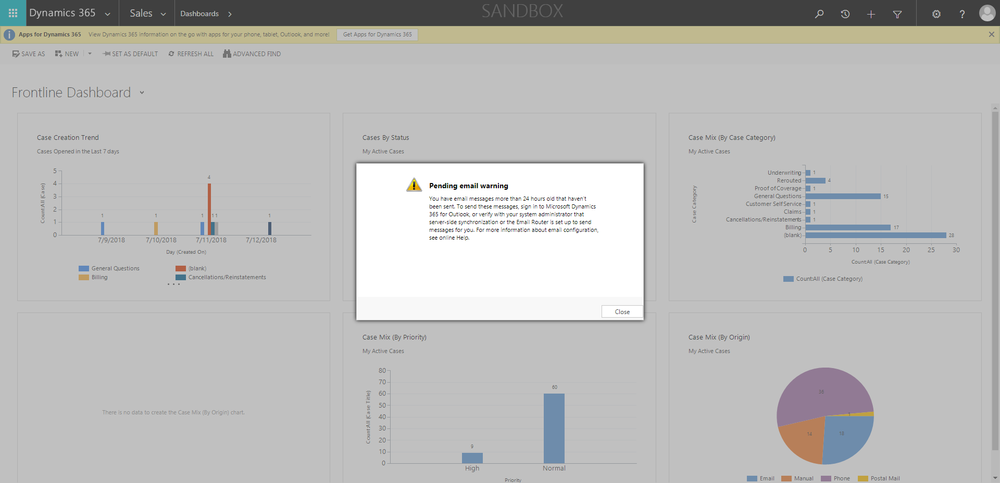 Dynamics 365 Sales Dashboards SANDBOX ?
i Apps for Dynamics 365 View Dynamics 365 information on the go with apps for your phone, tablet, Outlook, and more! Get Apps for Dynamics 365
SAVE AS NEW SET AS DEFAULT REFRESH ALL ADVANCED FIND
Frontline Dashboard
Case Creation Trend
Cases Opened in the Last 7 days
Count:All (Case)
5
4
3
2
1
0
1
1
1
4
1
1
1
7/9/2018 7/10/2018 7/11/2018 7/12/2018
Day (Created On)
General Questions (blank)
Billing Cancellations/Reinstatements
...
Cases By Status
My Active Cases
Pending email warning
You have email messages more than 24 hours old that haven't
been sent. To send these messages, sign in to Microsoft Dynamics
365 for Outlook, or verify with your system administrator that
server-side synchronization or the Email Router is set up to send
messages for you. For more information about email configuration,
see online Help.
Close
Case Mix (By Case Category)
My Active Cases
Case Category
Underwriting 1
Rerouted 4
Proof of Coverage 1
General Questions 15
Customer Self Service 1
Claims 1
Cancellations/Reinstatements 1
Billing 17
(blank) 28
0 5 10 15 20 25 30
Count:All (Case Category)
Count:All (Case Category)
There is no data to create the Case Mix (By Origin) chart.
Case Mix (By Priority)
My Active Cases
Count:All (Case Title)
80
70
60
50
40
30
20
10
0
9
60
High Normal
Priority
Case Mix (By Origin)
My Active Cases
36
1
14
18
Email Manual Phone Postal Mail